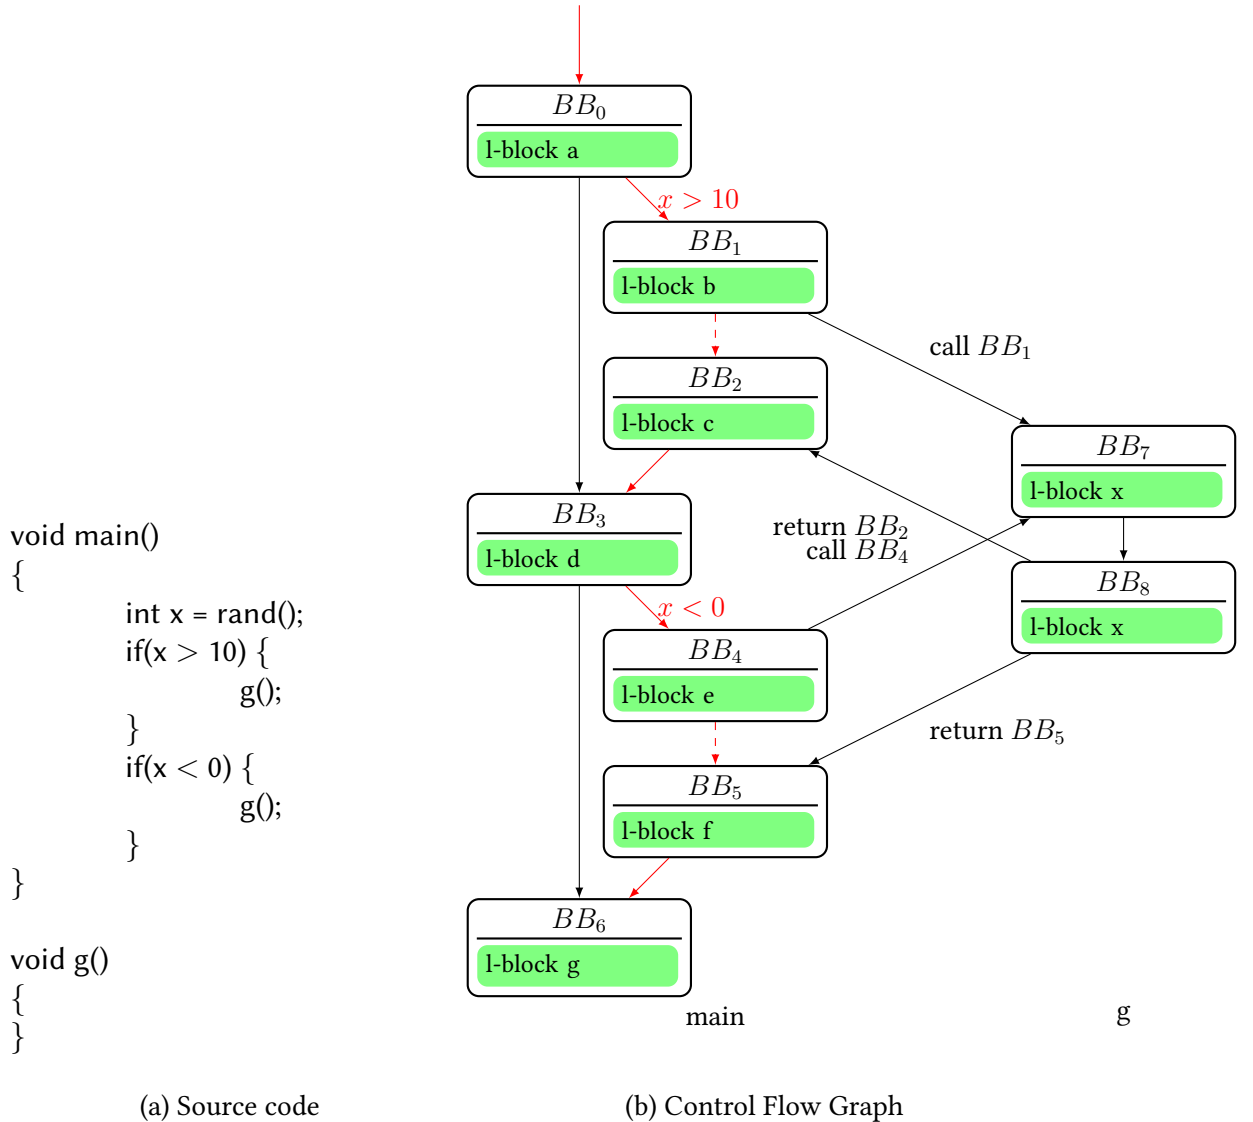 void main()
{
int x = rand();
if(x > 10) {
g();
}
if(x < 0) {
g();
}
}
void g()
{
}
(a) Source code
BB₀
l-block a
x > 10
BB₁
l-block b
call BB₁
BB₂
l-block c
BB₇
l-block x
BB₃
l-block d
return BB₂
call BB₄
BB₈
l-block x
x < 0
BB₄
l-block e
return BB₅
BB₅
l-block f
BB₆
l-block g
main
g
(b) Control Flow Graph